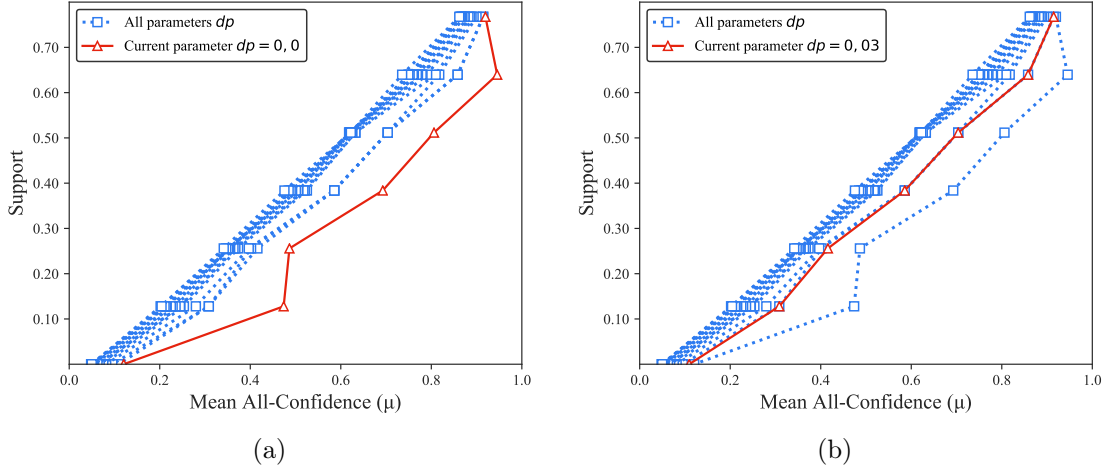 All parameters dp
Current parameter dp = 0, 0
0.70
0.60
0.50
0.40
0.30
0.20
0.10
Support
0.0 0.2 0.4 0.6 0.8 1.0
Mean All-Confidence (μ)
(a)
All parameters dp
Current parameter dp = 0, 03
0.70
0.60
0.50
0.40
0.30
0.20
0.10
Support
0.0 0.2 0.4 0.6 0.8 1.0
Mean All-Confidence (μ)
(b)